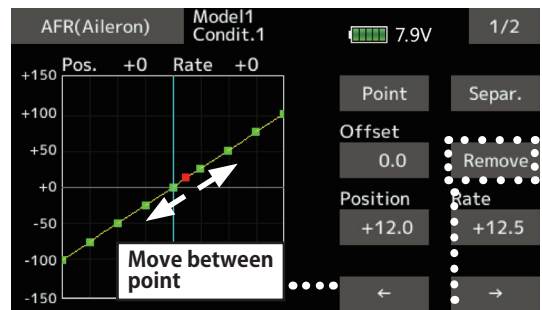 AFR(Aileron)
Model1
Condit.1
7.9V
1/2
Pos. +0 Rate +0
+150
+100
+50
+0
-50
-100
-150
Point
Separ.
Offset
0.0
Remove
Position
Rate
+12.0
+12.5
Move between
point
←
→